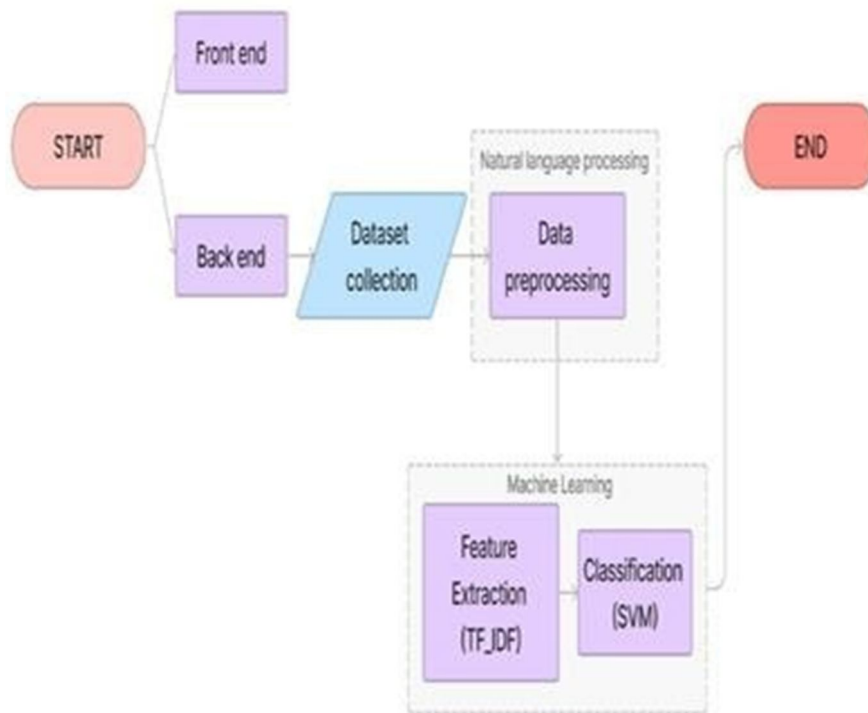 Front end
START
END
Natural language processing
Back end
Dataset
collection
Data
preprocessing
Machine Learning
Feature
Extraction
(TF_IDF)
Classification
(SVM)